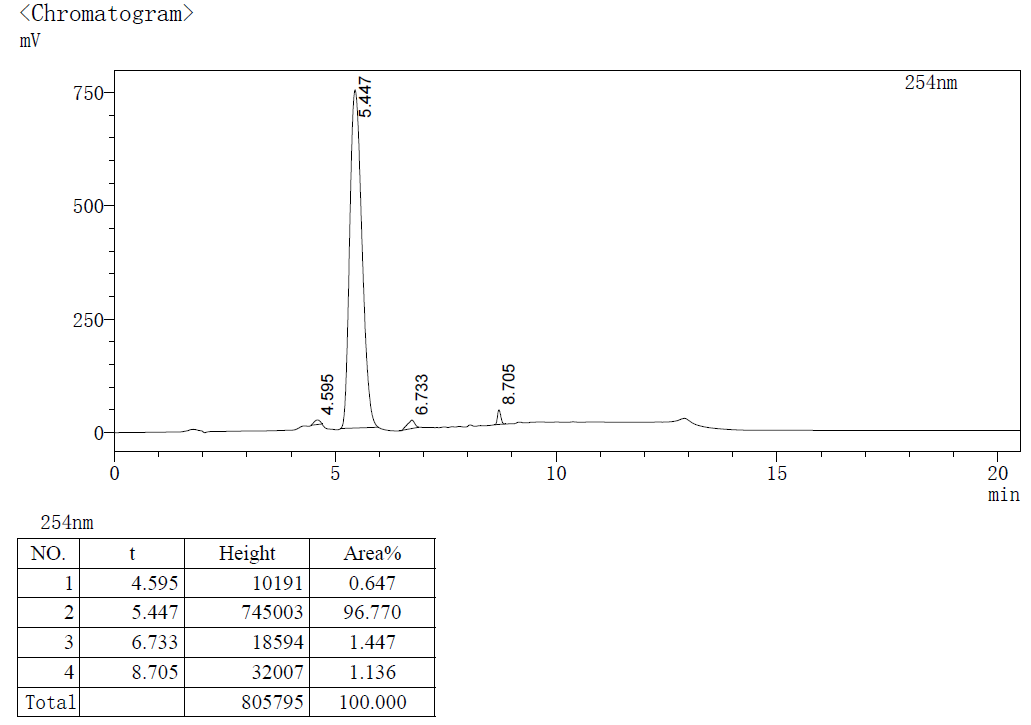 <Chromatogram>
mV
254nm
750
500
250
0
5.447
4.595
6.733
8.705
0 5 10 15 20
min
254nm
NO. t Height Area%
1 4.595 10191 0.647
2 5.447 745003 96.770
3 6.733 18594 1.447
4 8.705 32007 1.136
Total 805795 100.000